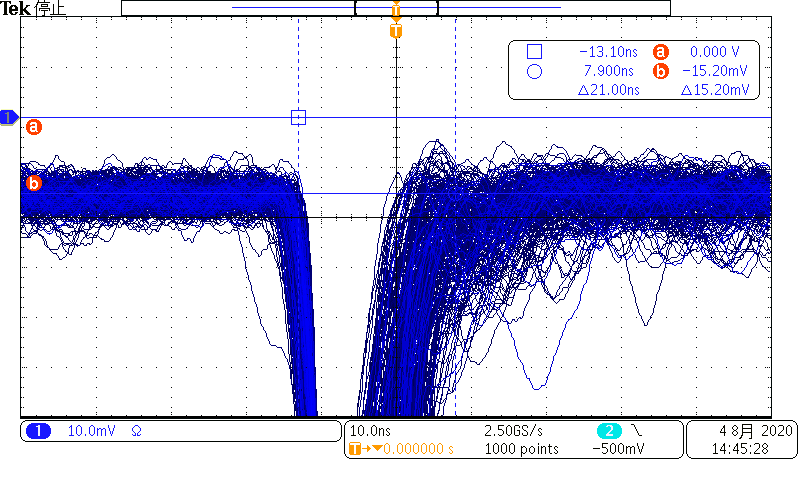 Tek 停止
T
T
−13.10ns a 0.000 V
7.900ns b −15.20mV
Δ21.00ns Δ15.20mV
1
a
b
1 10.0mV Ω
10.0ns 2.50GS/s 2
T→▼0.000000 s 1000 points −500mV
4 8月 2020
14:45:28